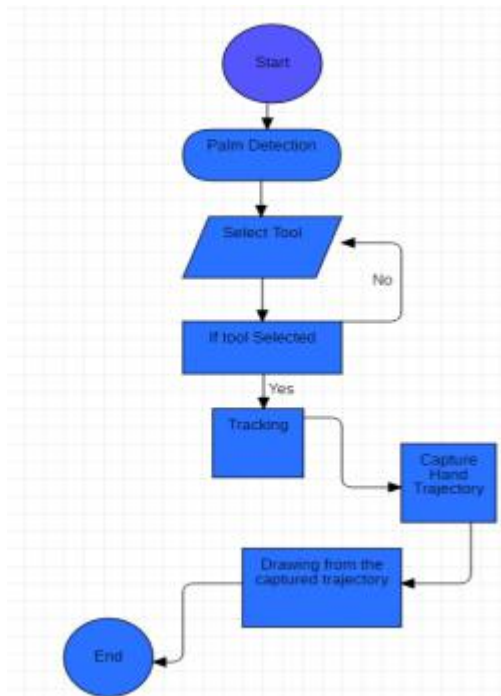 Start
Palm Detection
Select Tool
No
If tool Selected
Yes
Tracking
Capture
Hand
Trajectory
Drawing from the
captured trajectory
End